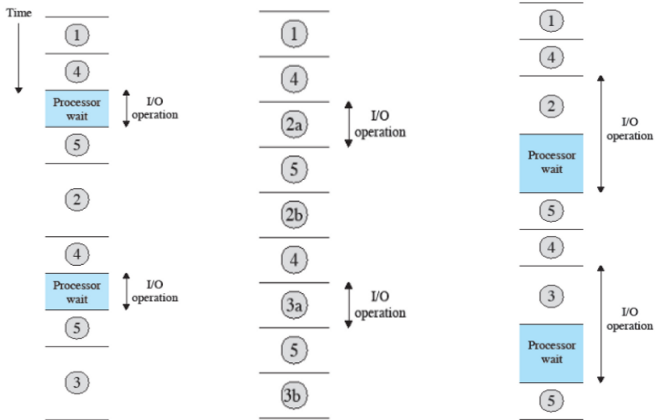 Time
1
4
Processor
wait
I/O
operation
5
2
4
Processor
wait
I/O
operation
5
3
1
4
2a
I/O
operation
5
2b
4
3a
I/O
operation
5
3b
1
4
2
I/O
operation
Processor
wait
5
4
3
I/O
operation
Processor
wait
5